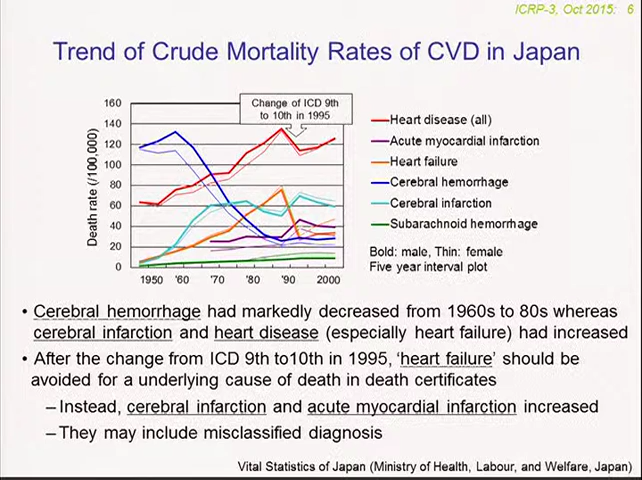 ICRP-3, Oct 2015: 6
Trend of Crude Mortality Rates of CVD in Japan
Death rate (/100,000)
160
140
120
100
80
60
40
20
0
1950 '60 '70 '80 '90 2000
Change of ICD 9th
to 10th in 1995
Heart disease (all)
Acute myocardial infarction
Heart failure
Cerebral hemorrhage
Cerebral infarction
Subarachnoid hemorrhage
Bold: male, Thin: female
Five year interval plot
• Cerebral hemorrhage had markedly decreased from 1960s to 80s whereas
cerebral infarction and heart disease (especially heart failure) had increased
• After the change from ICD 9th to10th in 1995, 'heart failure' should be
avoided for a underlying cause of death in death certificates
– Instead, cerebral infarction and acute myocardial infarction increased
– They may include misclassified diagnosis
Vital Statistics of Japan (Ministry of Health, Labour, and Welfare, Japan)